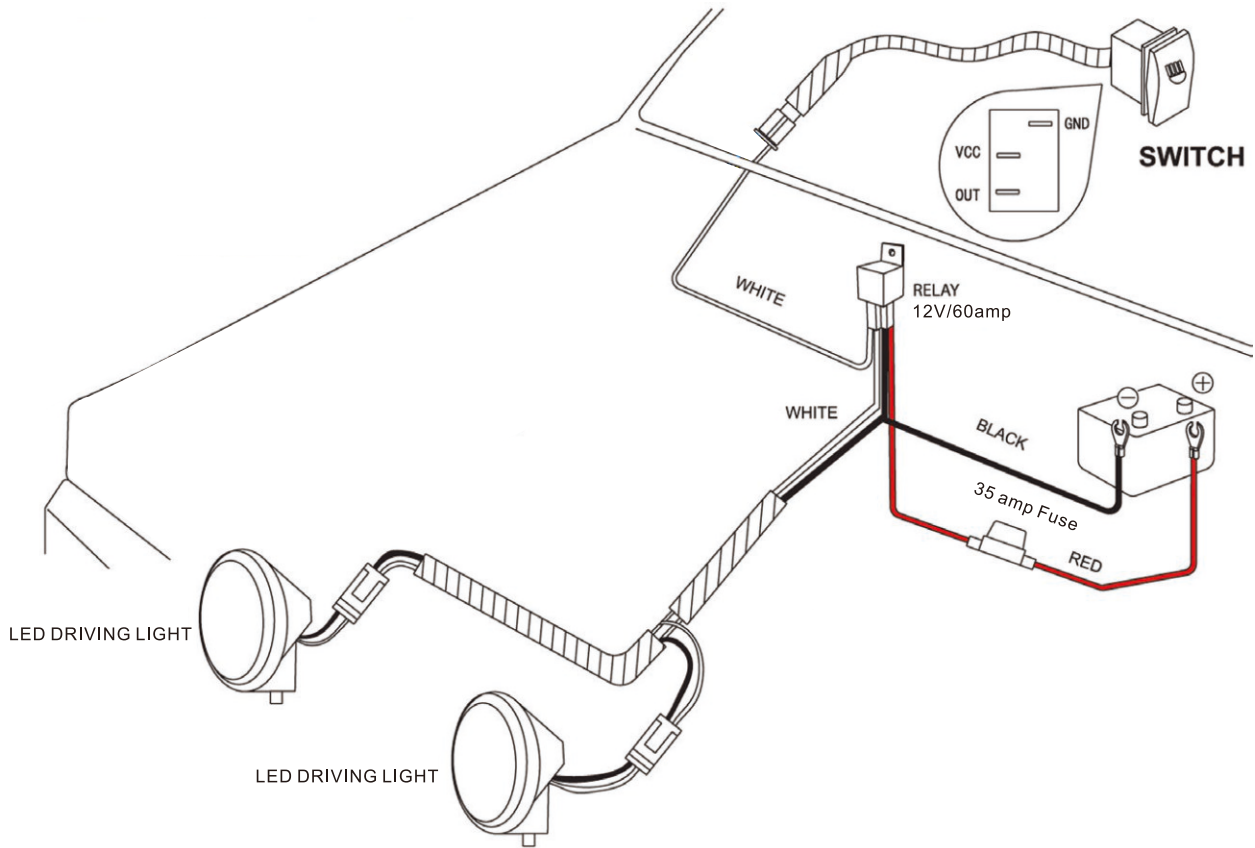 GND
VCC
OUT
SWITCH
WHITE
RELAY
12V/60amp
WHITE
BLACK
35 amp Fuse
RED
LED DRIVING LIGHT
LED DRIVING LIGHT